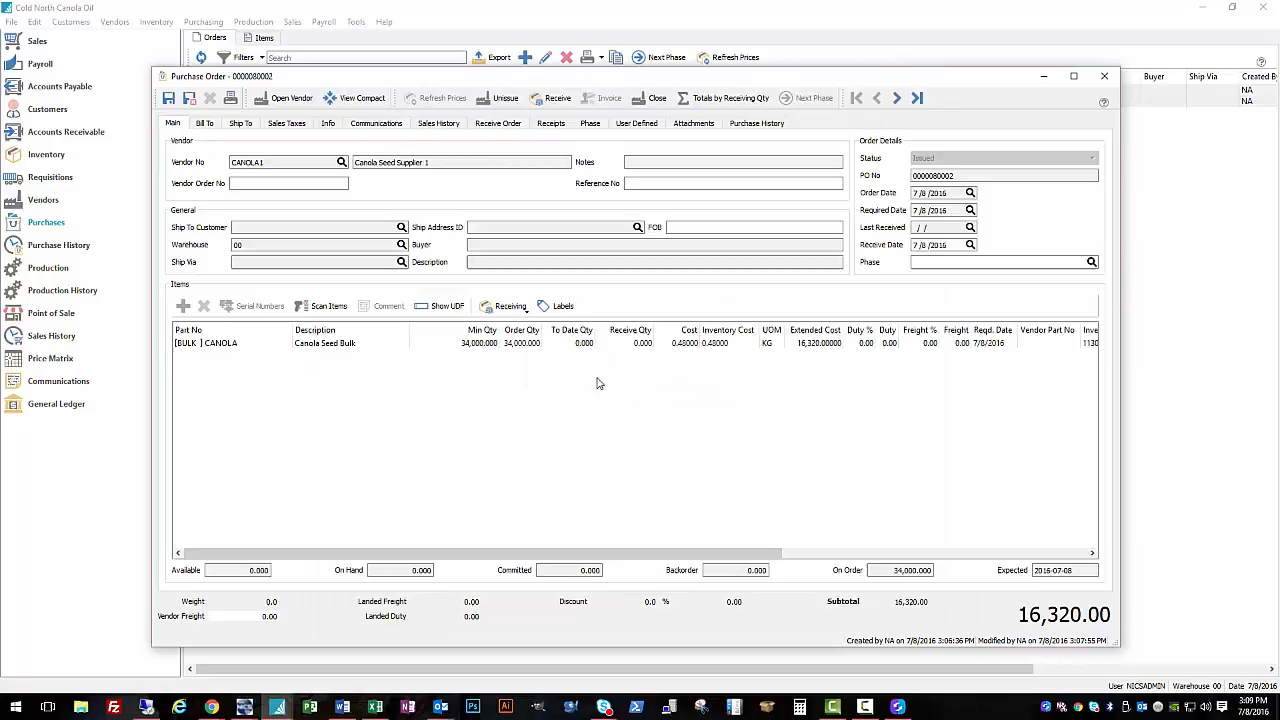 Cold North Canola Oil
File Edit Customers Vendors Inventory Purchasing Production Sales Payroll Tools Help
Sales
Payroll
Accounts Payable
Customers
Accounts Receivable
Inventory
Requisitions
Vendors
Purchases
Purchase History
Production
Production History
Point of Sale
Sales History
Price Matrix
Communications
General Ledger
Orders Items
Filters Search Export Next Phase Refresh Prices
Buyer Ship Via Created B
NA
NA
Purchase Order - 0000080002
Open Vendor View Compact Refresh Prices Unissue Receive Invoice Close Totals by Receiving Qty Next Phase
Main Bill To Ship To Sales Taxes Info Communications Sales History Receive Order Receipts Phase User Defined Attachments Purchase History
Vendor
Vendor No CANOLA1 Canola Seed Supplier 1 Notes
Vendor Order No Reference No
General
Ship To Customer Ship Address ID FOB
Warehouse 00 Buyer
Ship Via Description
Order Details
Status Issued
PO No 0000080002
Order Date 7 /8 /2016
Required Date 7 /8 /2016
Last Received / /
Receive Date 7 /8 /2016
Phase
Items
Serial Numbers Scan Items Comment Show UDF Receiving Labels
Part No Description Min Qty Order Qty To Date Qty Receive Qty Cost Inventory Cost UOM Extended Cost Duty % Duty Freight % Freight Reqd. Date Vendor Part No Inve
[BULK ] CANOLA Canola Seed Bulk 34,000.000 34,000.000 0.000 0.000 0.48000 0.48000 KG 16,320.00000 0.00 0.00 0.00 0.00 7/8/2016 1130
Available 0.000 On Hand 0.000 Committed 0.000 Backorder 0.000 On Order 34,000.000 Expected 2016-07-08
Weight 0.0 Landed Freight 0.00 Discount 0.0 % 0.00 Subtotal 16,320.00
Vendor Freight 0.00 Landed Duty 0.00
16,320.00
Created by NA on 7/8/2016 3:06:36 PM Modified by NA on 7/8/2016 3:07:55 PM
User NICSADMIN Warehouse 00 Date 7/8/2016
3:09 PM
7/8/2016